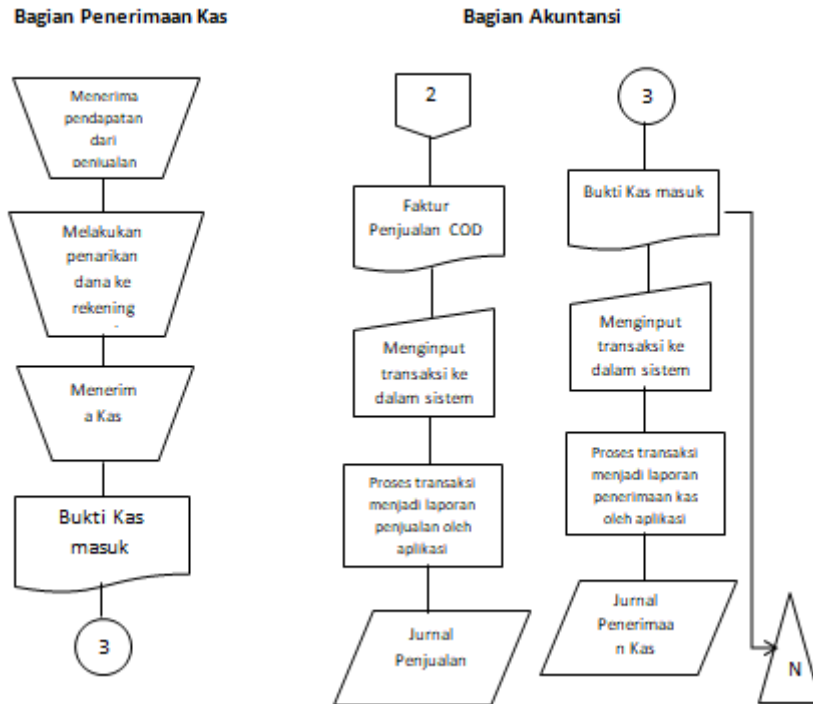 Bagian Penerimaan Kas
Menerima
pendapatan
dari
penjualan
Melakukan
penarikan
dana ke
rekening
Menerim
a Kas
Bukti Kas
masuk
3
Bagian Akuntansi
2
Faktur
Penjualan COD
Menginput
transaksi ke
dalam sistem
Proses transaksi
menjadi laporan
penjualan oleh
aplikasi
Jurnal
Penjualan
3
Bukti Kas masuk
Menginput
transaksi ke
dalam sistem
Proses transaksi
menjadi laporan
penerimaan kas
oleh aplikasi
Jurnal
Penerimaa
n Kas
N